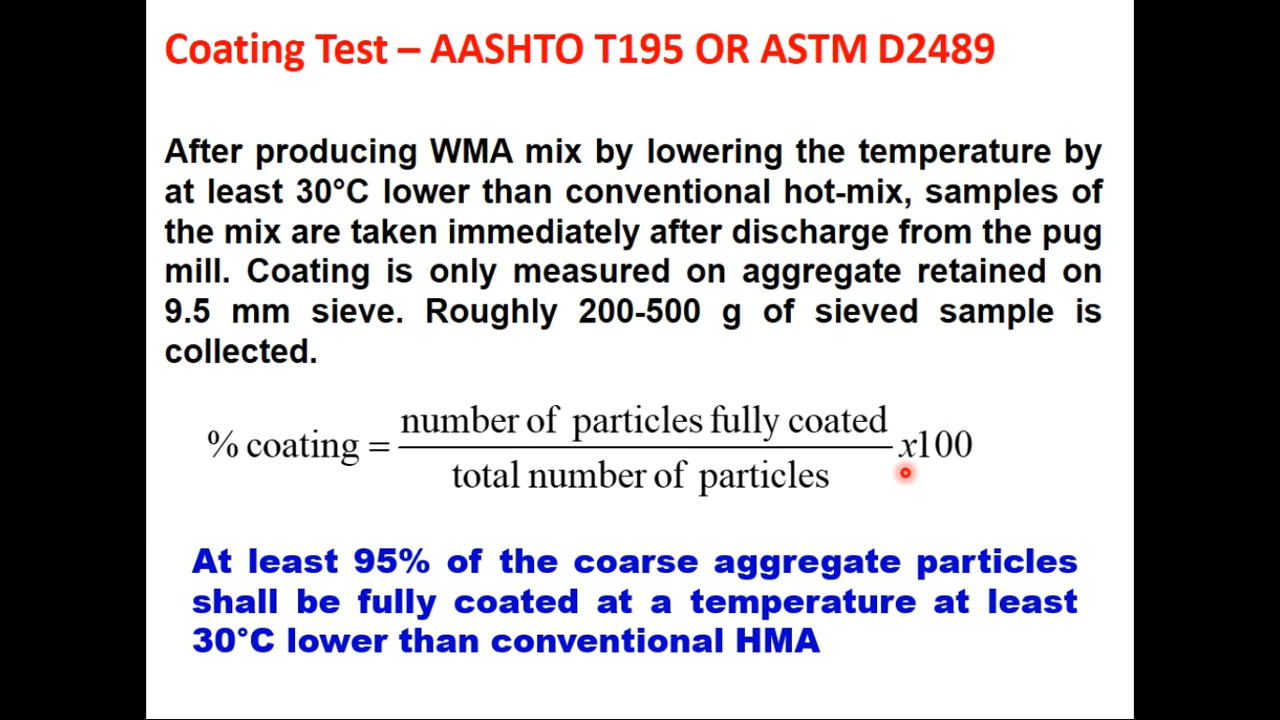 Coating Test – AASHTO T195 OR ASTM D2489
After producing WMA mix by lowering the temperature by
at least 30°C lower than conventional hot-mix, samples of
the mix are taken immediately after discharge from the pug
mill. Coating is only measured on aggregate retained on
9.5 mm sieve. Roughly 200-500 g of sieved sample is
collected.
number of particles fully coated
% coating = x100
total number of particles
At least 95% of the coarse aggregate particles
shall be fully coated at a temperature at least
30°C lower than conventional HMA